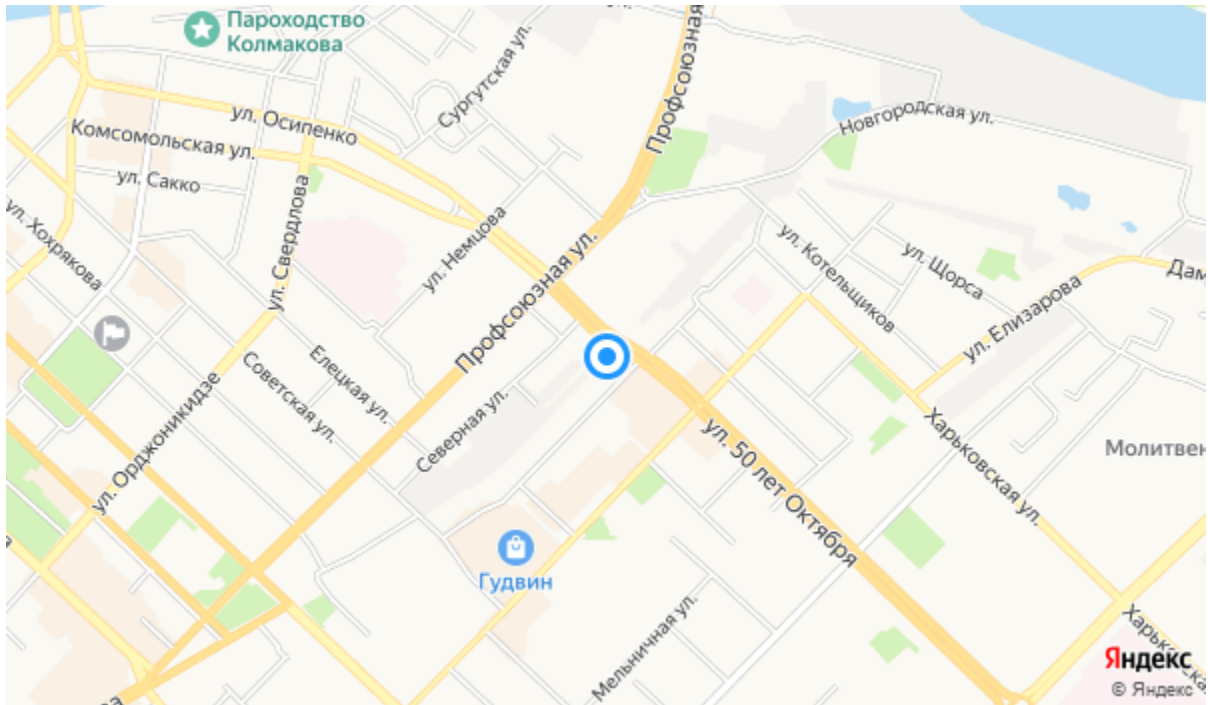 Пароходство
Колмакова
Сургутская ул.
Профсоюзная
ул. Осипенко
Новгородская ул.
Комсомольская ул.
ул. Сакко
ул. Хохрякова
ул. Свердлова
ул. Немцова
Профсоюзная ул.
ул. Котельщиков
ул. Щорса
Дам
ул. Елизарова
Елецкая ул.
Советская ул.
ул. Орджоникидзе
Северная ул.
ул. 50 лет Октября
Харьковская ул.
Молитвен
Гудвин
Мельничная ул.
Харьковская
ва
Яндекс
© Яндекс